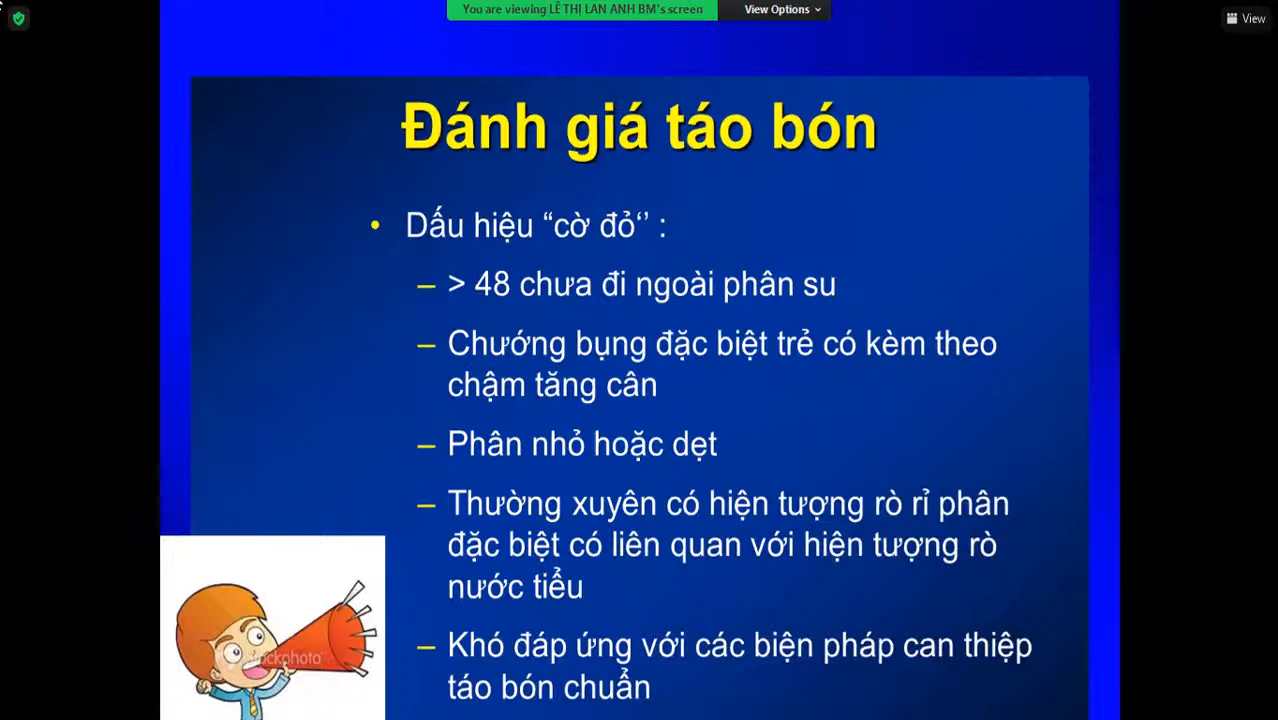 You are viewing LÊ THỊ LAN ANH BM's screen
View Options
View
Đánh giá táo bón
• Dấu hiệu “cờ đỏ‘’ :
– > 48 chưa đi ngoài phân su
– Chướng bụng đặc biệt trẻ có kèm theo
chậm tăng cân
– Phân nhỏ hoặc dẹt
– Thường xuyên có hiện tượng rò rỉ phân
đặc biệt có liên quan với hiện tượng rò
nước tiểu
– Khó đáp ứng với các biện pháp can thiệp
táo bón chuẩn